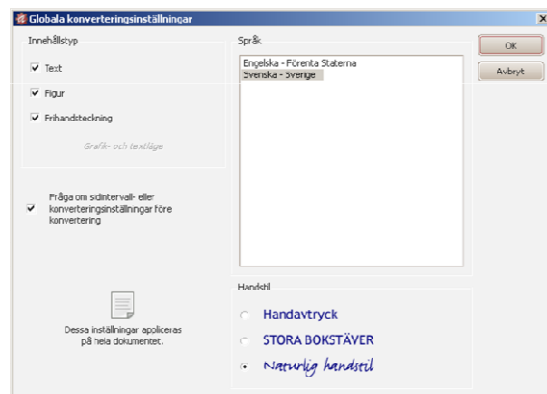 Globala konverteringsinställningar
Innehållstyp
Text
Figur
Frihandsteckning
Grafik- och textläge
Fråga om sidintervall- eller
konverteringsinställningar före
konvertering
Dessa inställningar appliceras
på hela dokumentet.
Språk
Engelska - Förenta Staterna
Svenska - Sverige
Handstil
Handavtryck
STORA BOKSTÄVER
Naturlig handstil
OK
Avbryt